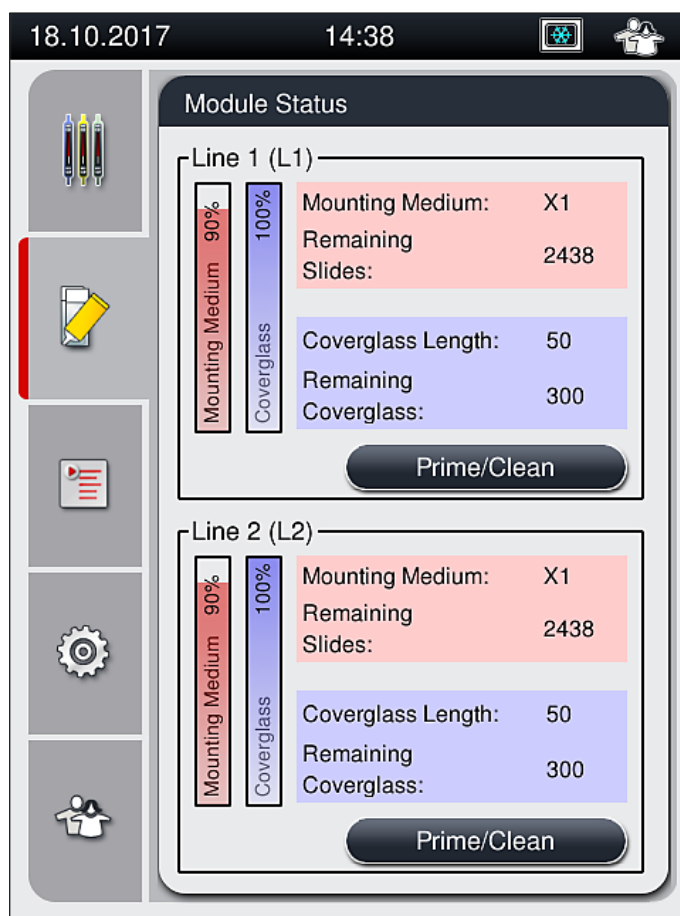 18.10.2017 14:38
Module Status
Line 1 (L1)
Mounting Medium 90%
Coverglass 100%
Mounting Medium: X1
Remaining
Slides: 2438
Coverglass Length: 50
Remaining
Coverglass: 300
Prime/Clean
Line 2 (L2)
Mounting Medium 90%
Coverglass 100%
Mounting Medium: X1
Remaining
Slides: 2438
Coverglass Length: 50
Remaining
Coverglass: 300
Prime/Clean